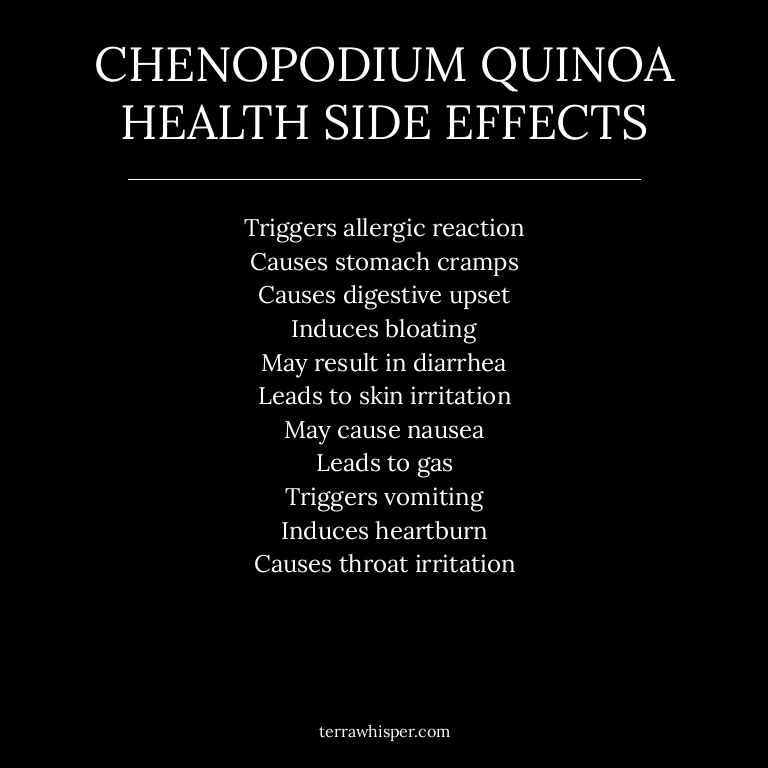 CHENOPODIUM QUINOA
HEALTH SIDE EFFECTS
Triggers allergic reaction
Causes stomach cramps
Causes digestive upset
Induces bloating
May result in diarrhea
Leads to skin irritation
May cause nausea
Leads to gas
Triggers vomiting
Induces heartburn
Causes throat irritation
terrawhisper.com